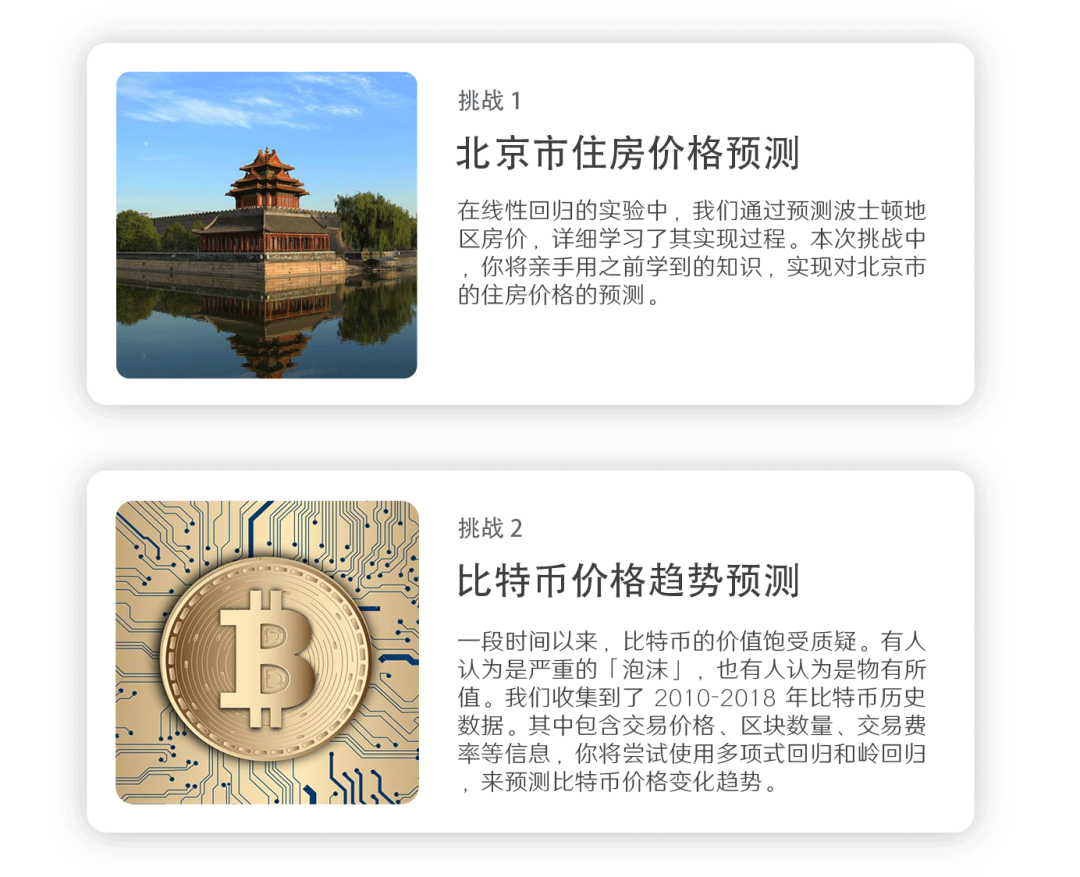 挑战 1
北京市住房价格预测
在线性回归的实验中，我们通过预测波士顿地
区房价，详细学习了其实现过程。本次挑战中
，你将亲手用之前学到的知识，实现对北京市
的住房价格的预测。
挑战 2
比特币价格趋势预测
一段时间以来，比特币的价值饱受质疑。有人
认为是严重的「泡沫」，也有人认为是物有所
值。我们收集到了 2010-2018 年比特币历史
数据。其中包含交易价格、区块数量、交易费
率等信息，你将尝试使用多项式回归和岭回归
，来预测比特币价格变化趋势。